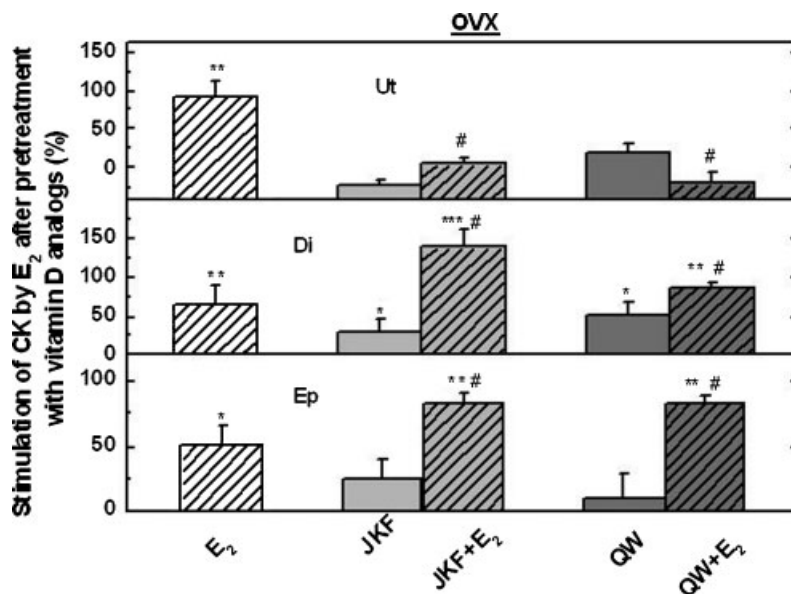 OVX
Stimulation of CK by E₂ after pretreatment
with vitamin D analogs (%)
150
100
50
0
Ut
**
#
#
150
100
50
0
Di
**
*
***#
*
** #
100
50
0
Ep
*
**#
** #
E₂
JKF
JKF+E₂
QW
QW+E₂